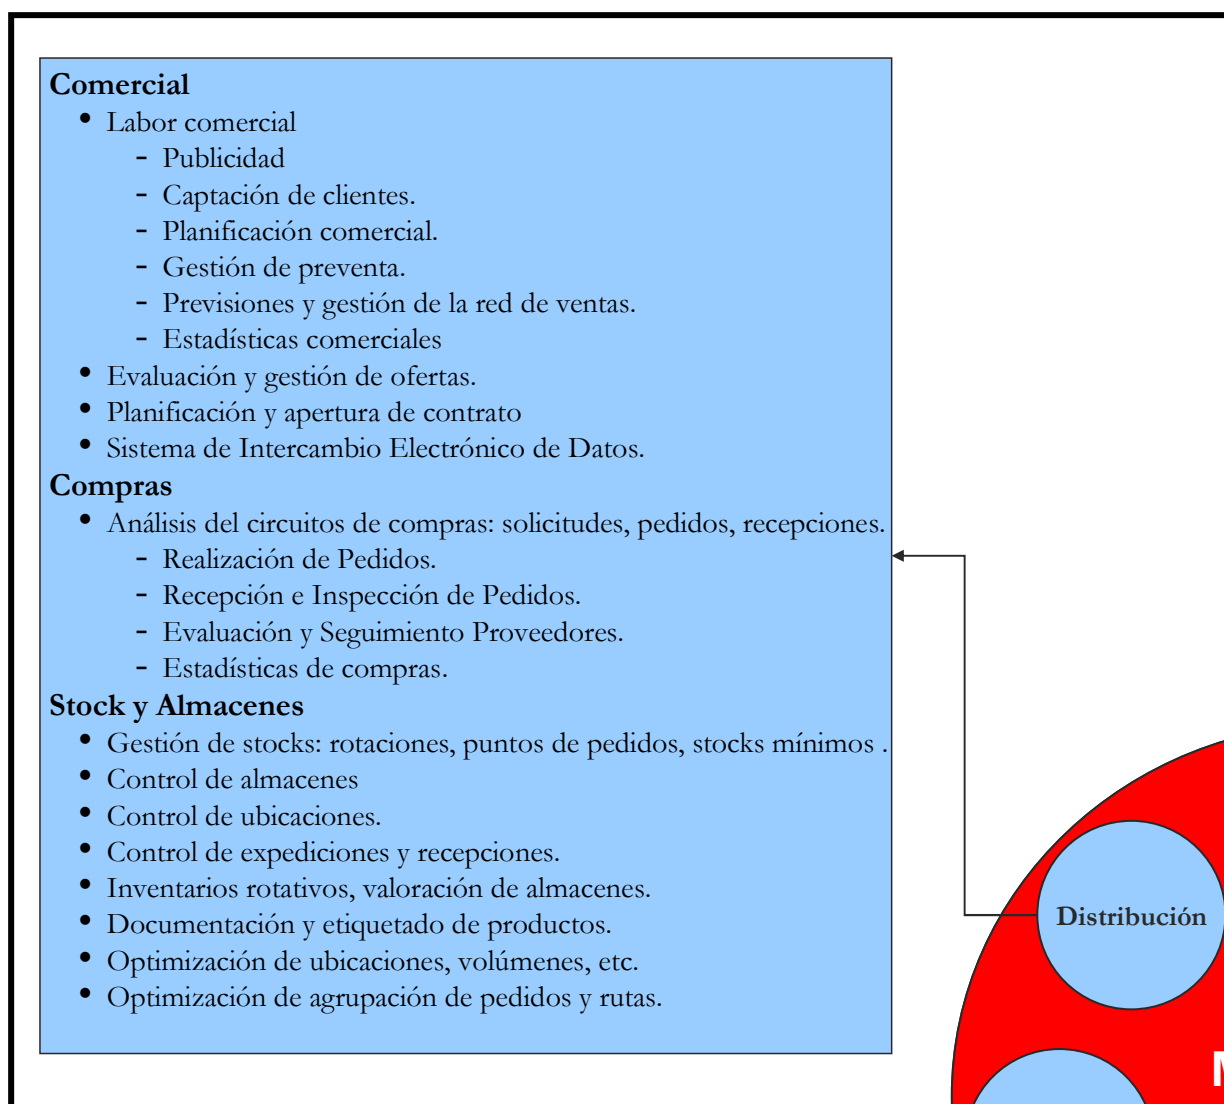 Comercial
• Labor comercial
- Publicidad
- Captación de clientes.
- Planificación comercial.
- Gestión de preventa.
- Previsiones y gestión de la red de ventas.
- Estadísticas comerciales
• Evaluación y gestión de ofertas.
• Planificación y apertura de contrato
• Sistema de Intercambio Electrónico de Datos.
Compras
• Análisis del circuitos de compras: solicitudes, pedidos, recepciones.
- Realización de Pedidos.
- Recepción e Inspección de Pedidos.
- Evaluación y Seguimiento Proveedores.
- Estadísticas de compras.
Stock y Almacenes
• Gestión de stocks: rotaciones, puntos de pedidos, stocks mínimos .
• Control de almacenes
• Control de ubicaciones.
• Control de expediciones y recepciones.
• Inventarios rotativos, valoración de almacenes.
• Documentación y etiquetado de productos.
• Optimización de ubicaciones, volúmenes, etc.
• Optimización de agrupación de pedidos y rutas.
Distribución